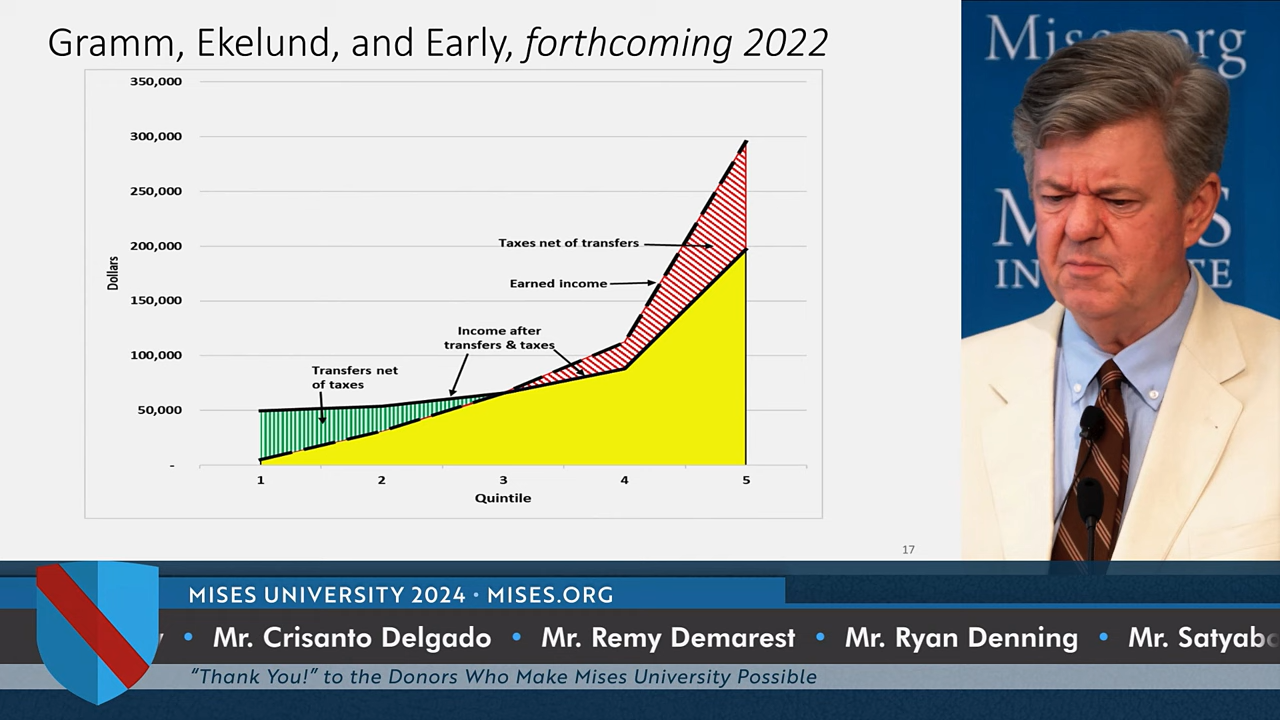 Gramm, Ekelund, and Early, forthcoming 2022
350,000
300,000
250,000
200,000
150,000
100,000
50,000
-
Dollars
Taxes net of transfers
Earned income
Income after
transfers & taxes
Transfers net
of taxes
1 2 3 4 5
Quintile
17
Mises.org
M S
IN TE
MISES UNIVERSITY 2024 • MISES.ORG
y • Mr. Crisanto Delgado • Mr. Remy Demarest • Mr. Ryan Denning • Mr. Satyab
“Thank You!” to the Donors Who Make Mises University Possible